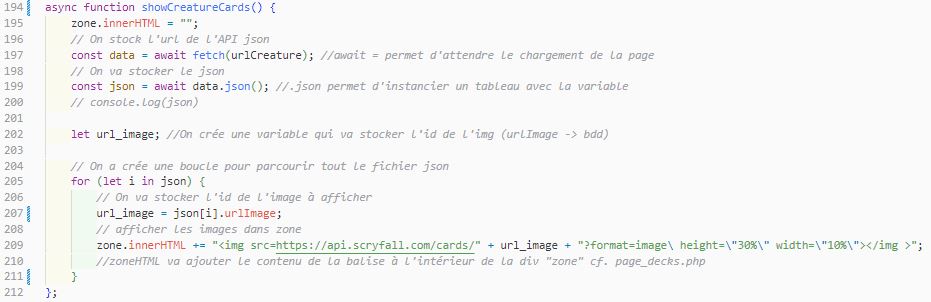 194 async function showCreatureCards() {
195 zone.innerHTML = "";
196 // On stock l'url de l'API json
197 const data = await fetch(urlCreature); //await = permet d'attendre le chargement de la page
198 // On va stocker le json
199 const json = await data.json(); //.json permet d'instancier un tableau avec la variable
200 // console.log(json)
201
202 let url_image; //On crée une variable qui va stocker l'id de l'img (urlImage -> bdd)
203
204 // On a crée une boucle pour parcourir tout le fichier json
205 for (let i in json) {
206 // On va stocker l'id de l'image à afficher
207 url_image = json[i].urlImage;
208 // afficher les images dans zone
209 zone.innerHTML += "<img src=https://api.scryfall.com/cards/" + url_image + "?format=image\ height=\"30%\" width=\"10%\"></img >";
210 //zoneHTML va ajouter le contenu de la balise à l'intérieur de la div "zone" cf. page_decks.php
211 }
212 };